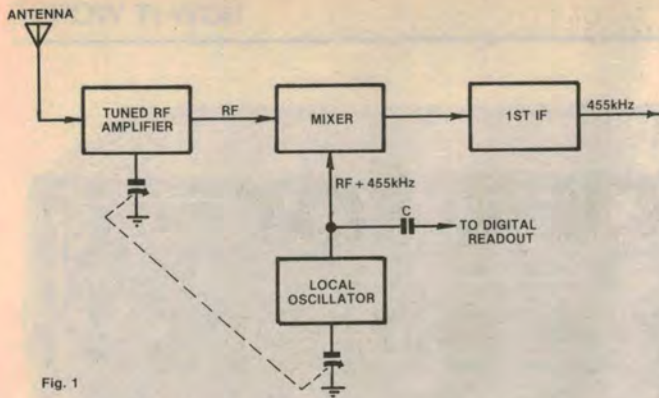 ANTENNA
TUNED RF
AMPLIFIER
RF
MIXER
1ST IF
455kHz
RF + 455kHz
C
TO DIGITAL
READOUT
LOCAL
OSCILLATOR
Fig. 1